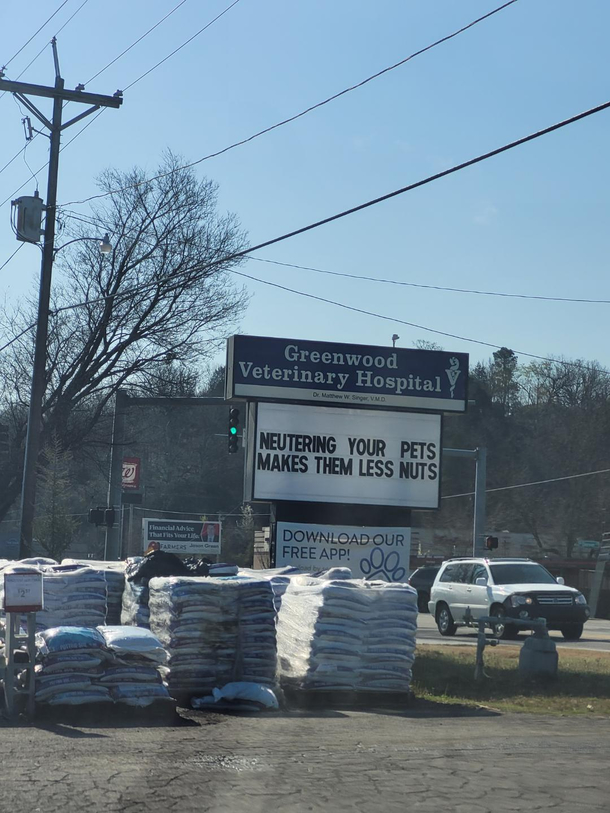 Greenwood
Veterinary Hospital
Dr. Matthew W. Singer, V.M.D.
NEUTERING YOUR PETS
MAKES THEM LESS NUTS
Financial Advice
That Fits Your Life.
FARMERS
DOWNLOAD OUR
FREE APP!